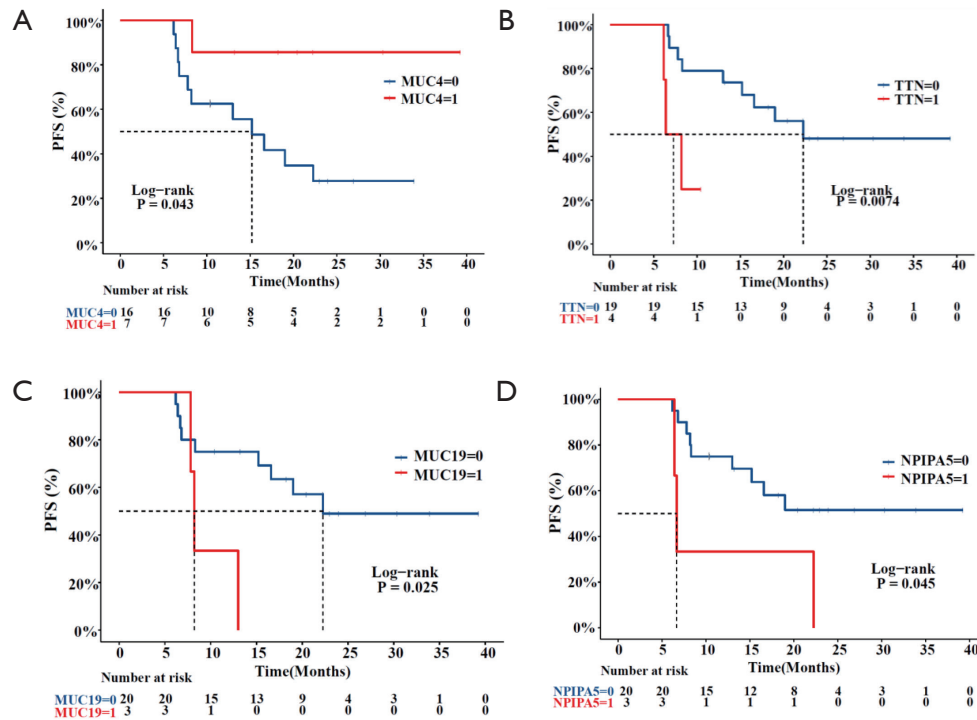 A
100%
80%
60%
40%
20%
0%
PFS (%)
MUC4=0
MUC4=1
Log-rank
P = 0.043
0 5 10 15 20 25 30 35 40
Number at risk
Time(Months)
MUC4=0 16 16 10 8 5 2 1 0 0
MUC4=1 7 7 6 5 4 2 2 1 0
B
100%
80%
60%
40%
20%
0%
PFS (%)
TTN=0
TTN=1
Log-rank
P = 0.0074
0 5 10 15 20 25 30 35 40
Number at risk
Time(Months)
TTN=0 19 19 15 13 9 4 3 1 0
TTN=1 4 4 1 0 0 0 0 0 0
C
100%
80%
60%
40%
20%
0%
PFS (%)
MUC19=0
MUC19=1
Log-rank
P = 0.025
0 5 10 15 20 25 30 35 40
Number at risk
Time(Months)
MUC19=0 20 20 15 13 9 4 3 1 0
MUC19=1 3 3 1 0 0 0 0 0 0
D
100%
80%
60%
40%
20%
0%
PFS (%)
NPIPA5=0
NPIPA5=1
Log-rank
P = 0.045
0 5 10 15 20 25 30 35 40
Number at risk
Time(Months)
NPIPA5=0 20 20 15 12 8 4 3 1 0
NPIPA5=1 3 3 1 1 1 0 0 0 0